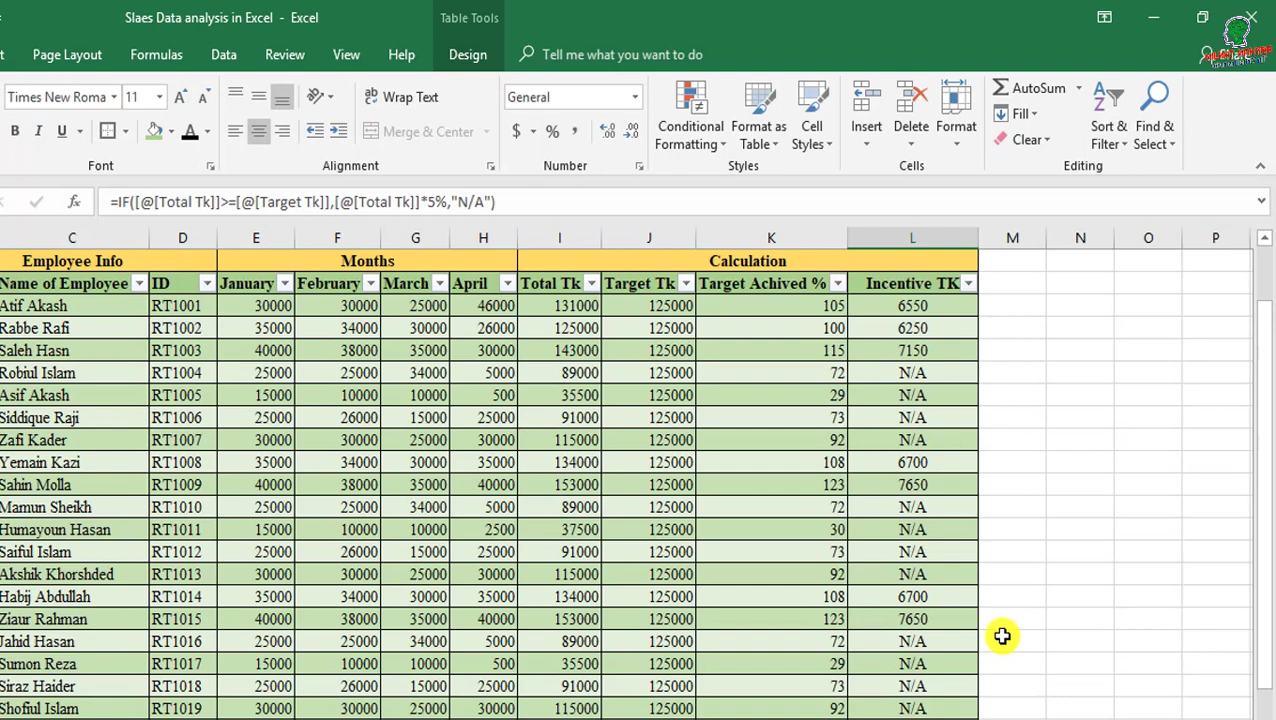 Slaes Data analysis in Excel - Excel
Table Tools
Page Layout
Formulas
Data
Review
View
Help
Design
Tell me what you want to do
Times New Roma
11
Wrap Text
General
Merge & Center
Conditional Formatting
Format as Table
Cell Styles
Insert
Delete
Format
AutoSum
Fill
Clear
Sort & Filter
Find & Select
Font
Alignment
Number
Styles
Cells
Editing
=IF([@[Total Tk]]>=[@[Target Tk]],[@[Total Tk]]*5%,"N/A")
C D E F G H I J K L M N O P
Employee Info Months Calculation
Name of Employee ID January February March April Total Tk Target Tk Target Achived % Incentive TK
Atif Akash RT1001 30000 30000 25000 46000 131000 125000 105 6550
Rabbe Rafi RT1002 35000 34000 30000 26000 125000 125000 100 6250
Saleh Hasn RT1003 40000 38000 35000 30000 143000 125000 115 7150
Robiul Islam RT1004 25000 25000 34000 5000 89000 125000 72 N/A
Asif Akash RT1005 15000 10000 10000 500 35500 125000 29 N/A
Siddique Raji RT1006 25000 26000 15000 25000 91000 125000 73 N/A
Zafi Kader RT1007 30000 30000 25000 30000 115000 125000 92 N/A
Yemain Kazi RT1008 35000 34000 30000 35000 134000 125000 108 6700
Sahin Molla RT1009 40000 38000 35000 40000 153000 125000 123 7650
Mamun Sheikh RT1010 25000 25000 34000 5000 89000 125000 72 N/A
Humayoun Hasan RT1011 15000 10000 10000 2500 37500 125000 30 N/A
Saiful Islam RT1012 25000 26000 15000 25000 91000 125000 73 N/A
Akshik Khorshded RT1013 30000 30000 25000 30000 115000 125000 92 N/A
Habij Abdullah RT1014 35000 34000 30000 35000 134000 125000 108 6700
Ziaur Rahman RT1015 40000 38000 35000 40000 153000 125000 123 7650
Jahid Hasan RT1016 25000 25000 34000 5000 89000 125000 72 N/A
Sumon Reza RT1017 15000 10000 10000 500 35500 125000 29 N/A
Siraz Haider RT1018 25000 26000 15000 25000 91000 125000 73 N/A
Shofiul Islam RT1019 30000 30000 25000 30000 115000 125000 92 N/A